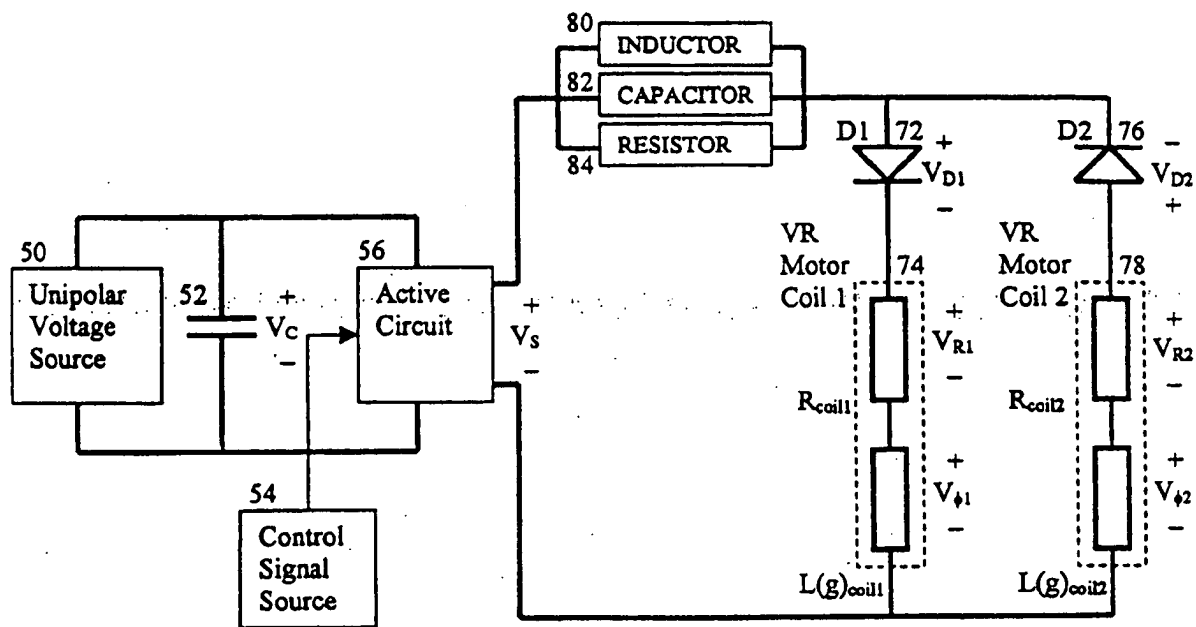 80
INDUCTOR
82
CAPACITOR
84
RESISTOR
D1 72
+
V_D1
−
D2 76
−
V_D2
+
50
Unipolar
Voltage
Source
52
+
V_C
−
56
Active
Circuit
+
V_S
−
54
Control
Signal
Source
VR
Motor
Coil 1
74
+
V_R1
−
R_coil1
+
V_ϕ1
−
L(g)_coil1
VR
Motor
Coil 2
78
+
V_R2
−
R_coil2
+
V_ϕ2
−
L(g)_coil2